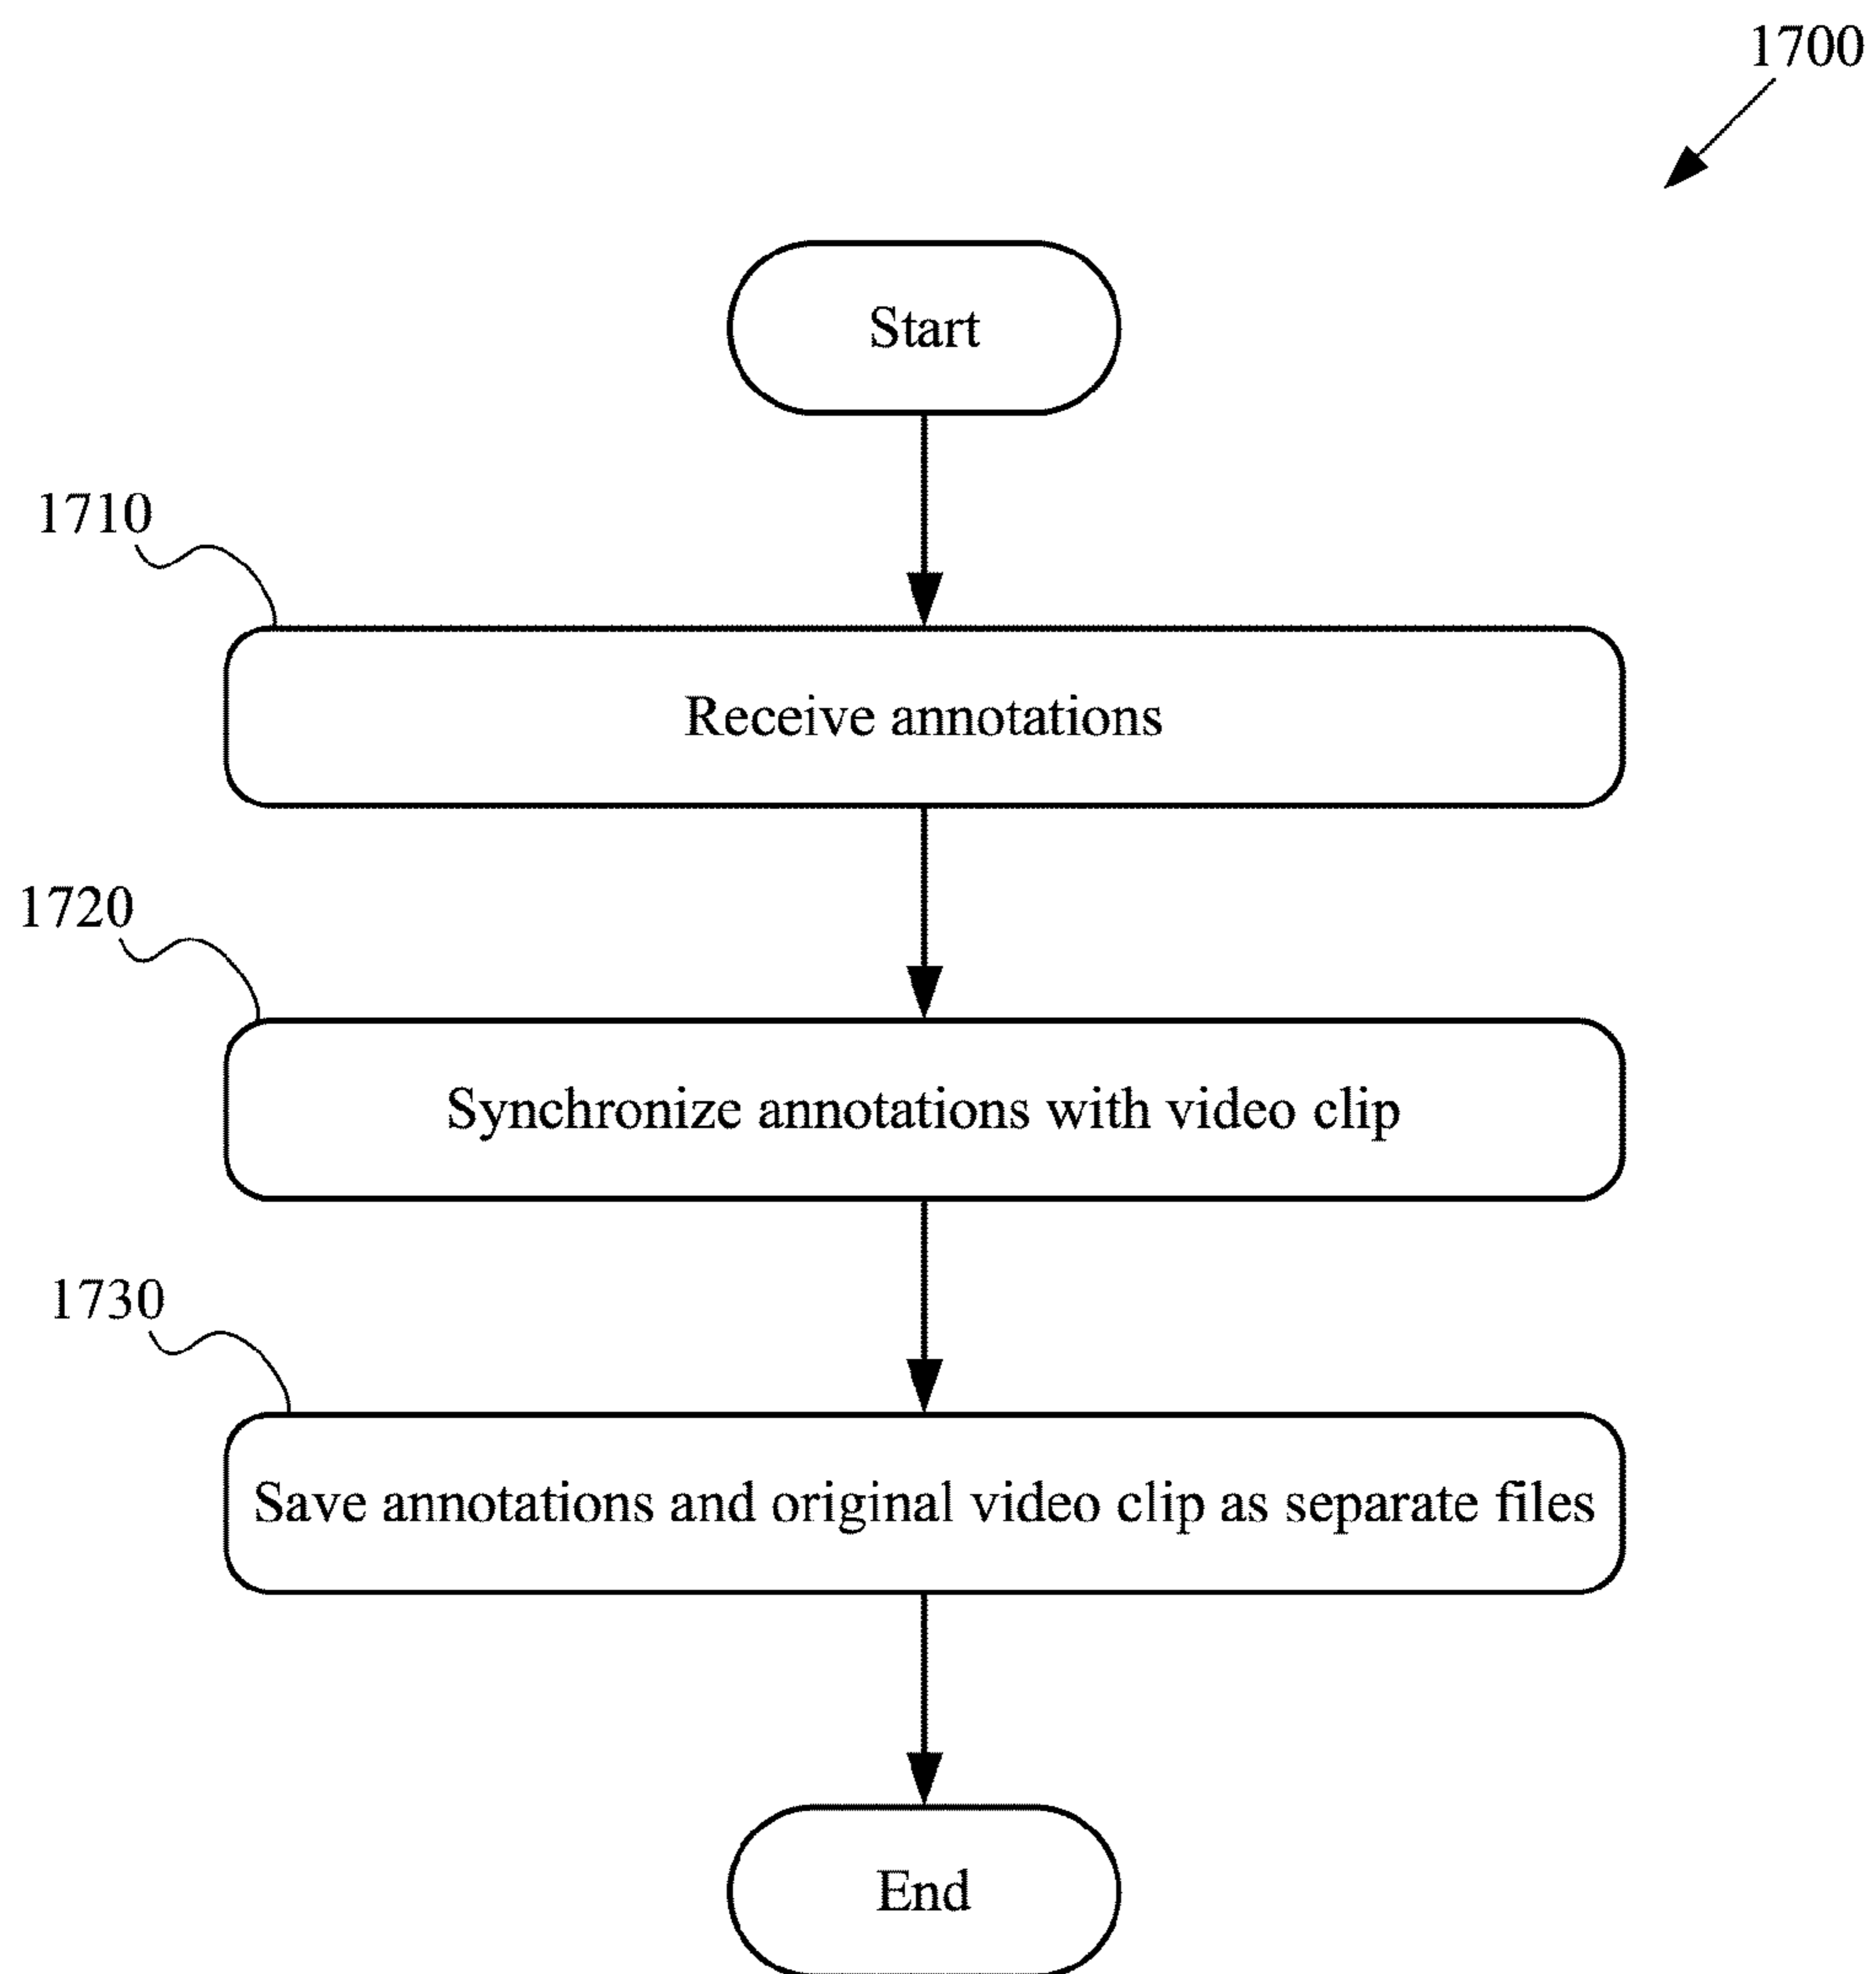 1700
Start
1710
Receive annotations
1720
Synchronize annotations with video clip
1730
Save annotations and original video clip as separate files
End